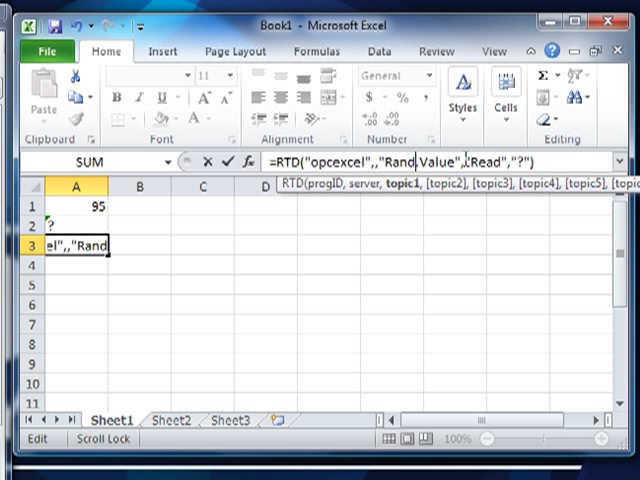 Book1 - Microsoft Excel
File Home Insert Page Layout Formulas Data Review View
Paste
Clipboard
11
B I U A A
Font
Alignment
General
$ % ,
Number
A
Styles
Cells
Σ
Editing
SUM fx =RTD("opcexcel",,"Rand.Value",,"Read","?")
RTD(progID, server, topic1, [topic2], [topic3], [topic4], [topic5], [topic
A B C D
1 95
2 ?
3 el",,"Rand
4
5
6
7
8
9
10
11
Sheet1 Sheet2 Sheet3
Edit Scroll Lock 100%